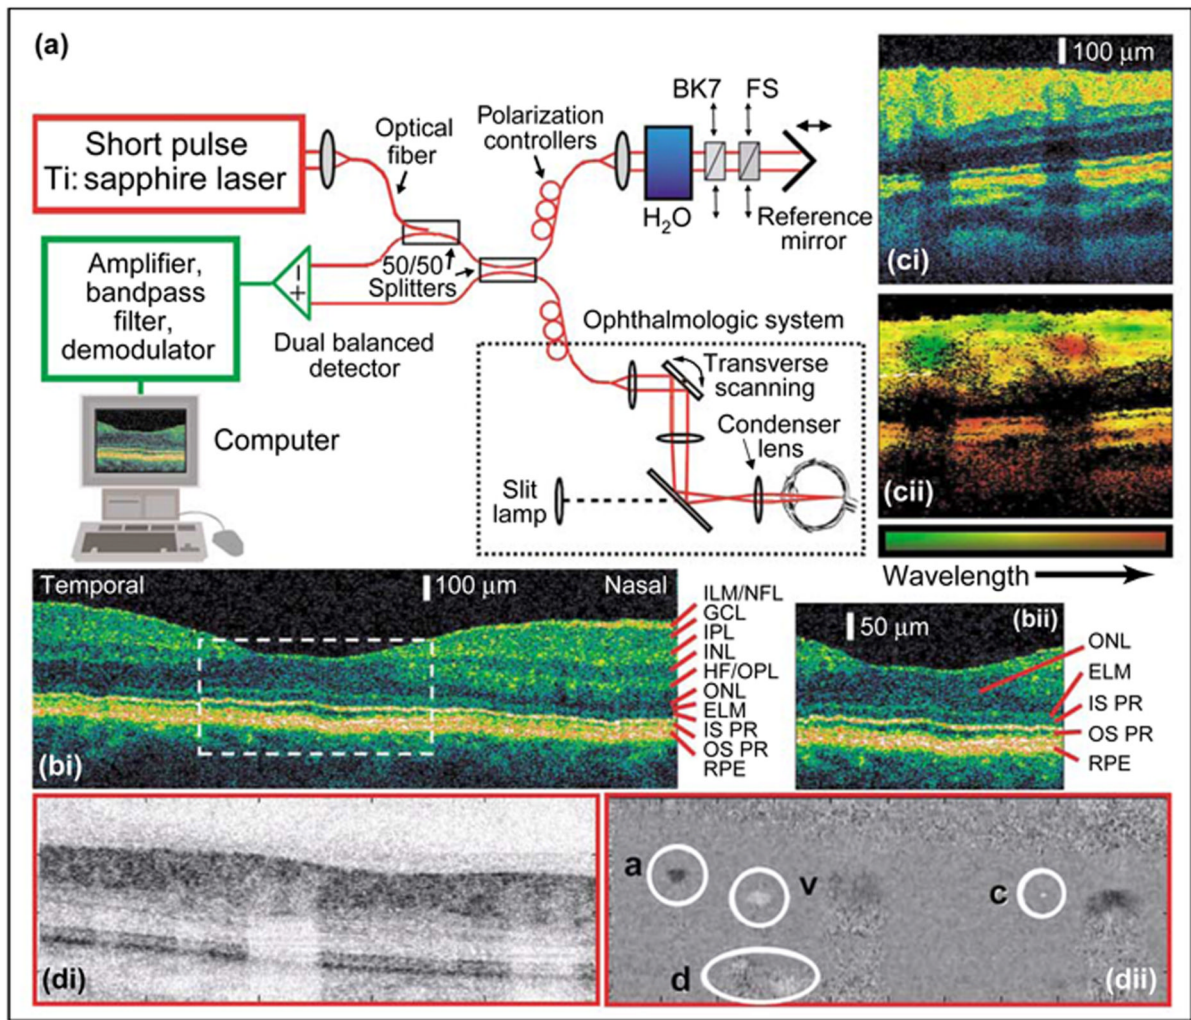 (a)
Short pulse
Ti: sapphire laser
Optical
fiber
Polarization
controllers
BK7 FS
H2O
Reference
mirror
Amplifier,
bandpass
filter,
demodulator
− +
50/50
Splitters
Dual balanced
detector
Computer
Ophthalmologic system
Transverse
scanning
Condenser
lens
Slit
lamp
100 μm
(ci)
(cii)
Wavelength
Temporal 100 μm Nasal
(bi)
ILM/NFL
GCL
IPL
INL
HF/OPL
ONL
ELM
IS PR
OS PR
RPE
50 μm
(bii)
ONL
ELM
IS PR
OS PR
RPE
(di)
a
v
c
d
(dii)